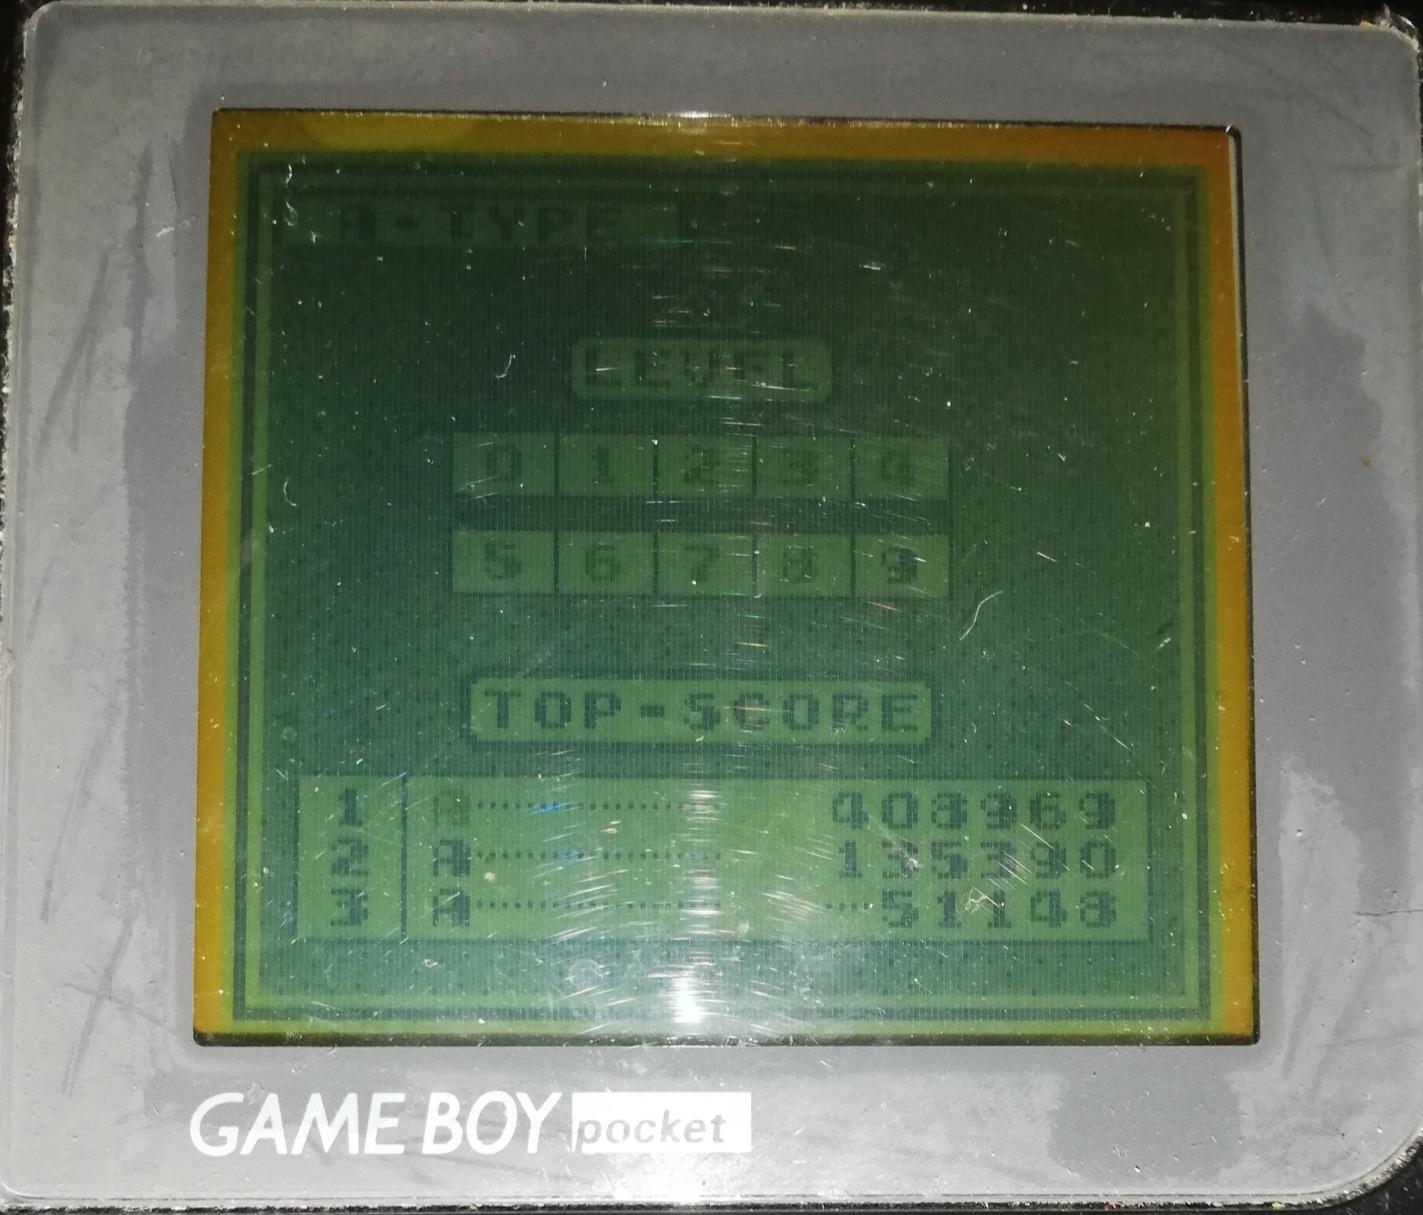 A-TYPE
LEVEL
0 1 2 3 4
5 6 7 8 9
TOP-SCORE
1 A 408969
2 A 135390
3 A 51148
GAME BOY pocket